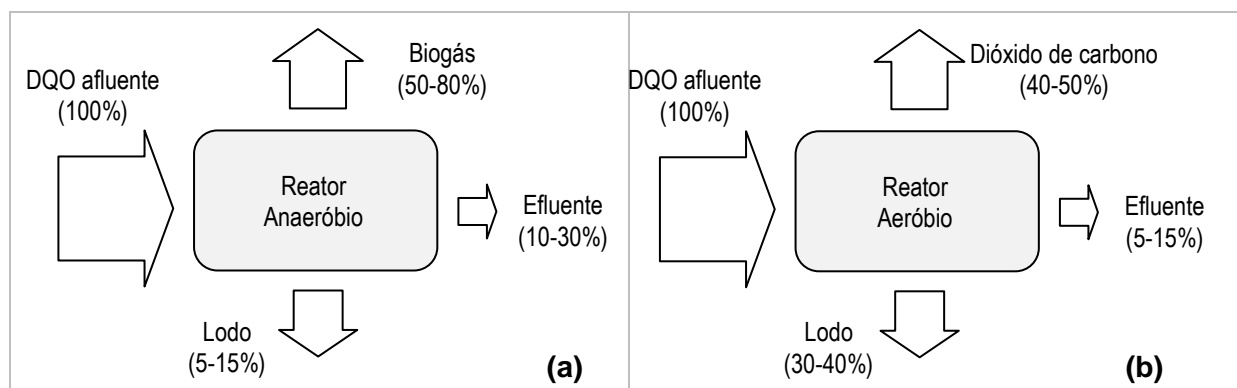 Biogás
(50-80%)
DQO afluente
(100%)
Reator
Anaeróbio
Efluente
(10-30%)
Lodo
(5-15%)
(a)
Dióxido de carbono
(40-50%)
DQO afluente
(100%)
Reator
Aeróbio
Efluente
(5-15%)
Lodo
(30-40%)
(b)